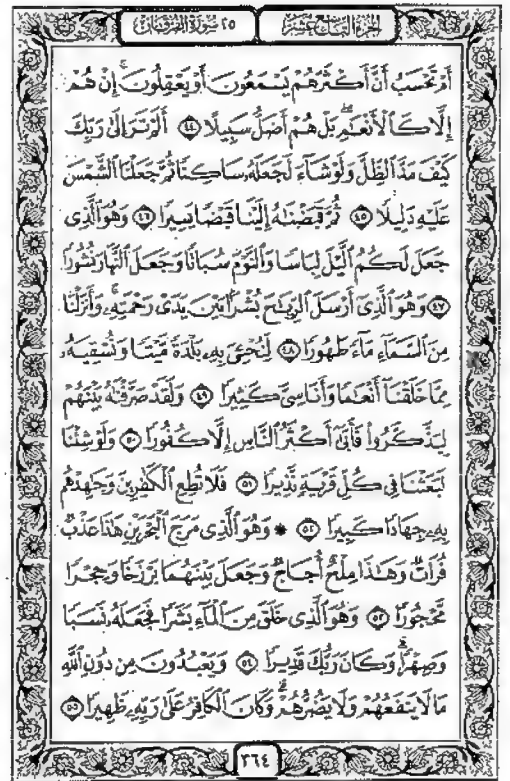 الجزء التاسع عشر ٢٥ سورة الفرقان
أَمْ تَحْسَبُ أَنَّ أَكْثَرَهُمْ يَسْمَعُونَ أَوْ يَعْقِلُونَ ۚ إِنْ هُمْ
إِلَّا كَٱلْأَنْعَٰمِ ۖ بَلْ هُمْ أَضَلُّ سَبِيلًا ٤٤ أَلَمْ تَرَ إِلَىٰ رَبِّكَ
كَيْفَ مَدَّ ٱلظِّلَّ وَلَوْ شَآءَ لَجَعَلَهُۥ سَاكِنًا ثُمَّ جَعَلْنَا ٱلشَّمْسَ
عَلَيْهِ دَلِيلًا ٤٥ ثُمَّ قَبَضْنَٰهُ إِلَيْنَا قَبْضًا يَسِيرًا ٤٦ وَهُوَ ٱلَّذِى
جَعَلَ لَكُمُ ٱلَّيْلَ لِبَاسًا وَٱلنَّوْمَ سُبَاتًا وَجَعَلَ ٱلنَّهَارَ نُشُورًا
٤٧ وَهُوَ ٱلَّذِىٓ أَرْسَلَ ٱلرِّيَٰحَ بُشْرًۢا بَيْنَ يَدَىْ رَحْمَتِهِۦ ۚ وَأَنزَلْنَا
مِنَ ٱلسَّمَآءِ مَآءً طَهُورًا ٤٨ لِّنُحْـِۧىَ بِهِۦ بَلْدَةً مَّيْتًا وَنُسْقِيَهُۥ
مِمَّا خَلَقْنَآ أَنْعَٰمًا وَأَنَاسِىَّ كَثِيرًا ٤٩ وَلَقَدْ صَرَّفْنَٰهُ بَيْنَهُمْ
لِيَذَّكَّرُوا۟ فَأَبَىٰٓ أَكْثَرُ ٱلنَّاسِ إِلَّا كُفُورًا ٥٠ وَلَوْ شِئْنَا
لَبَعَثْنَا فِى كُلِّ قَرْيَةٍ نَّذِيرًا ٥١ فَلَا تُطِعِ ٱلْكَٰفِرِينَ وَجَٰهِدْهُم
بِهِۦ جِهَادًا كَبِيرًا ٥٢ ۞ وَهُوَ ٱلَّذِى مَرَجَ ٱلْبَحْرَيْنِ هَٰذَا عَذْبٌ
فُرَاتٌ وَهَٰذَا مِلْحٌ أُجَاجٌ وَجَعَلَ بَيْنَهُمَا بَرْزَخًا وَحِجْرًا
مَّحْجُورًا ٥٣ وَهُوَ ٱلَّذِى خَلَقَ مِنَ ٱلْمَآءِ بَشَرًا فَجَعَلَهُۥ نَسَبًا
وَصِهْرًا ۗ وَكَانَ رَبُّكَ قَدِيرًا ٥٤ وَيَعْبُدُونَ مِن دُونِ ٱللَّهِ
مَا لَا يَنفَعُهُمْ وَلَا يَضُرُّهُمْ ۗ وَكَانَ ٱلْكَافِرُ عَلَىٰ رَبِّهِۦ ظَهِيرًا ٥٥
٣٦٤